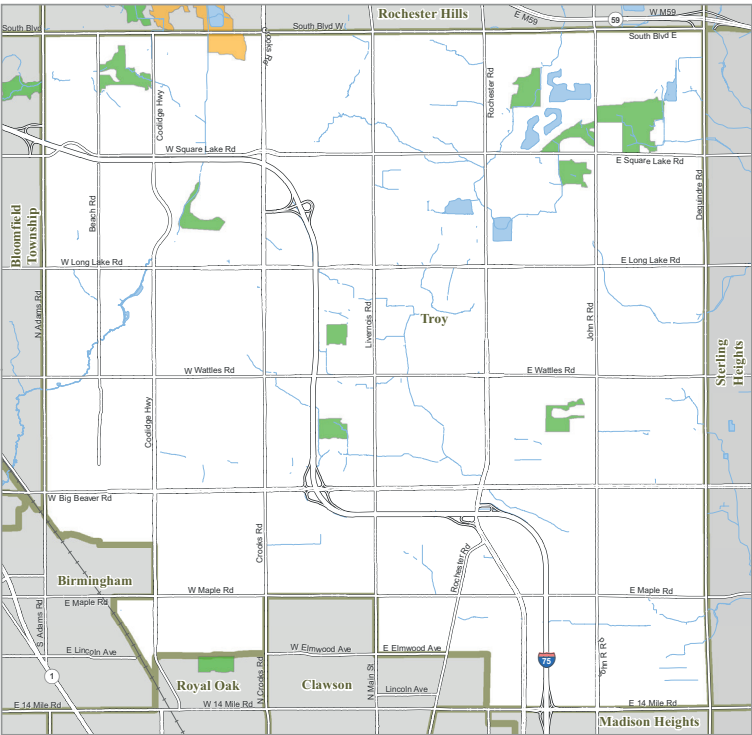 Rochester Hills
E M59
59
W M59
South Blvd
South Blvd W
South Blvd E
Crooks Rd
Rochester Rd
Coolidge Hwy
W Square Lake Rd
E Square Lake Rd
Dequindre Rd
Beach Rd
Bloomfield
Township
W Long Lake Rd
E Long Lake Rd
N Adams Rd
Livernois Rd
Troy
John R Rd
Sterling
Heights
W Wattles Rd
E Wattles Rd
Coolidge Hwy
W Big Beaver Rd
Crooks Rd
Rochester Rd
Birmingham
W Maple Rd
E Maple Rd
E Maple Rd
S Adams Rd
E Lincoln Ave
W Elmwood Ave
E Elmwood Ave
John R Rd
75
1
Royal Oak
N Crooks Rd
Clawson
N Main St
Lincoln Ave
E 14 Mile Rd
W 14 Mile Rd
E 14 Mile Rd
Madison Heights